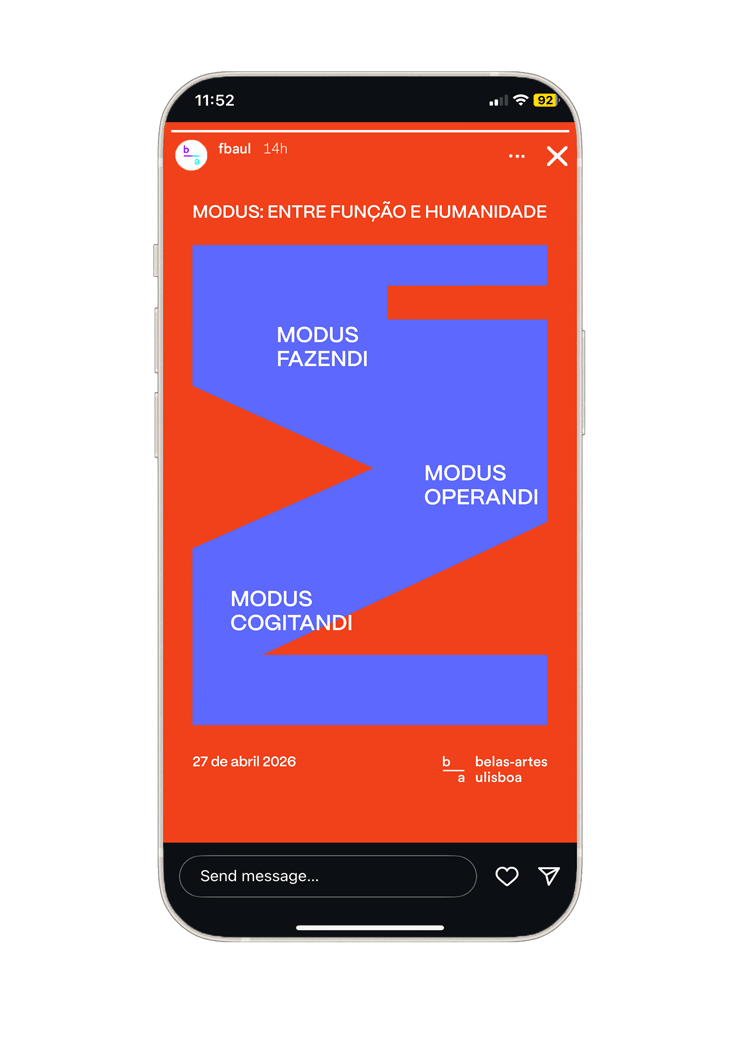 11:52
92
b
a
fbaul 14h
MODUS: ENTRE FUNÇÃO E HUMANIDADE
MODUS
FAZENDI
MODUS
OPERANDI
MODUS
COGITANDI
27 de abril 2026
b
a
belas-artes
ulisboa
Send message...